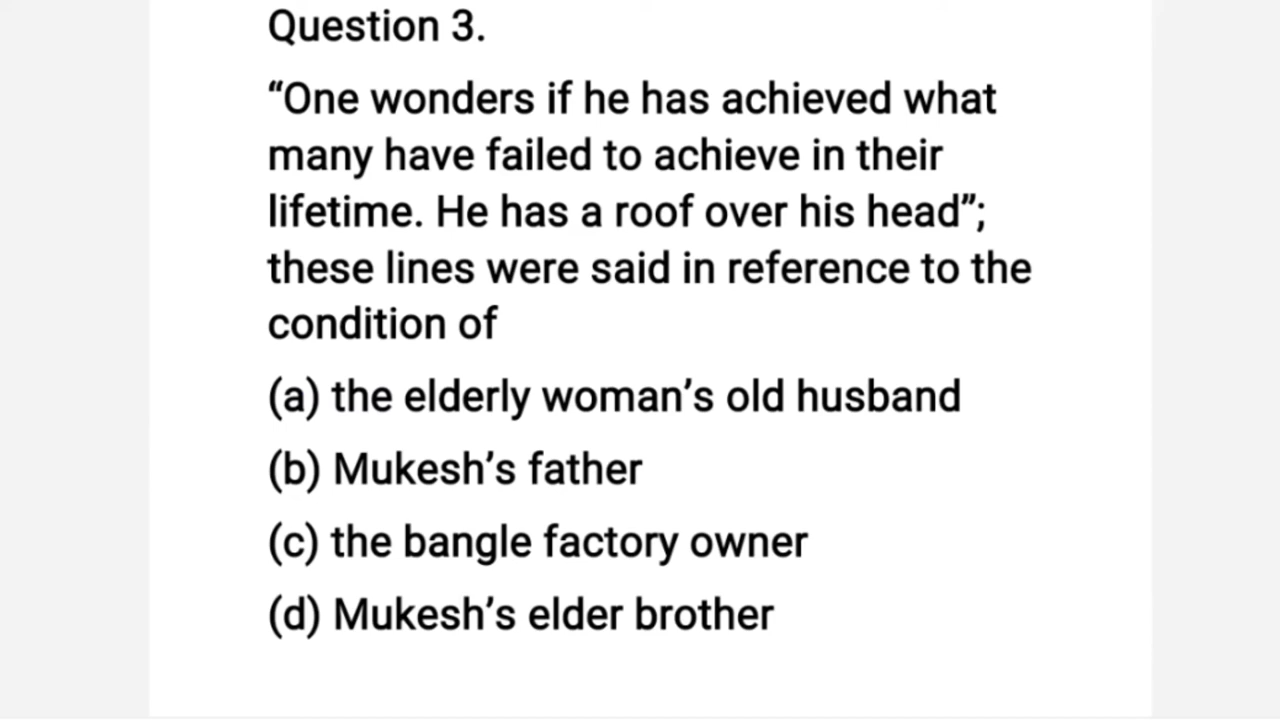 Question 3.
“One wonders if he has achieved what
many have failed to achieve in their
lifetime. He has a roof over his head”;
these lines were said in reference to the
condition of
(a) the elderly woman’s old husband
(b) Mukesh’s father
(c) the bangle factory owner
(d) Mukesh’s elder brother